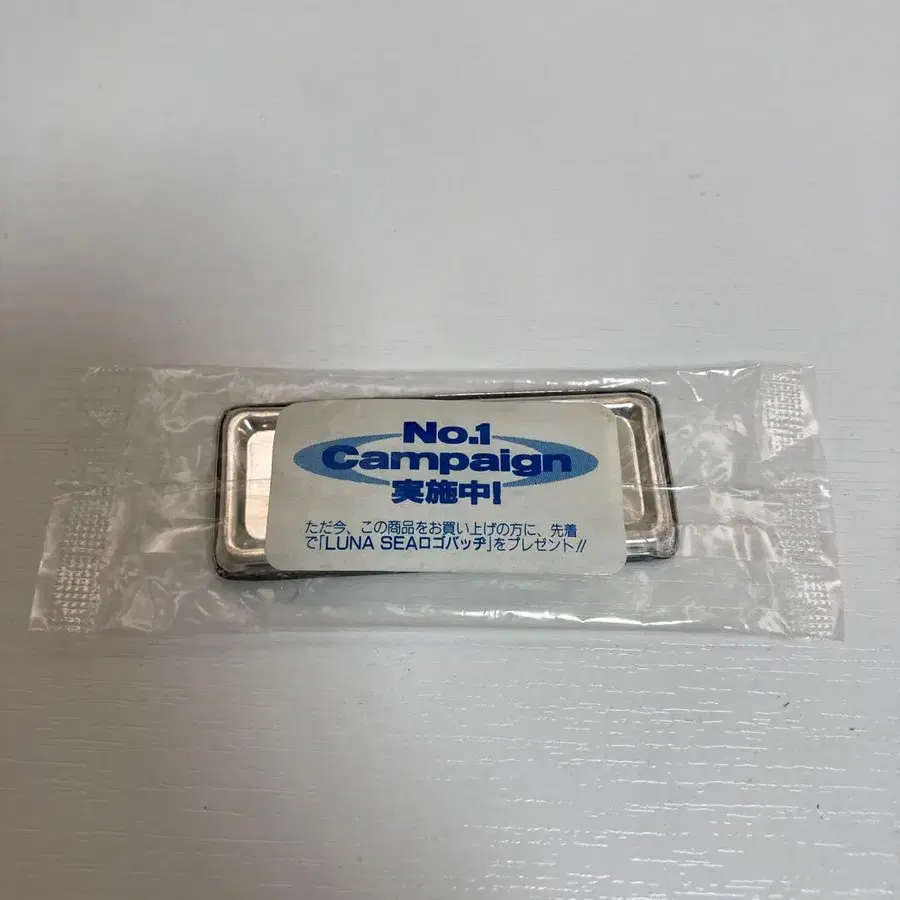 No.1
Campaign
実施中!
ただ今、この商品をお買い上げの方に、先着
で「LUNA SEAロゴバッヂ」をプレゼント!!